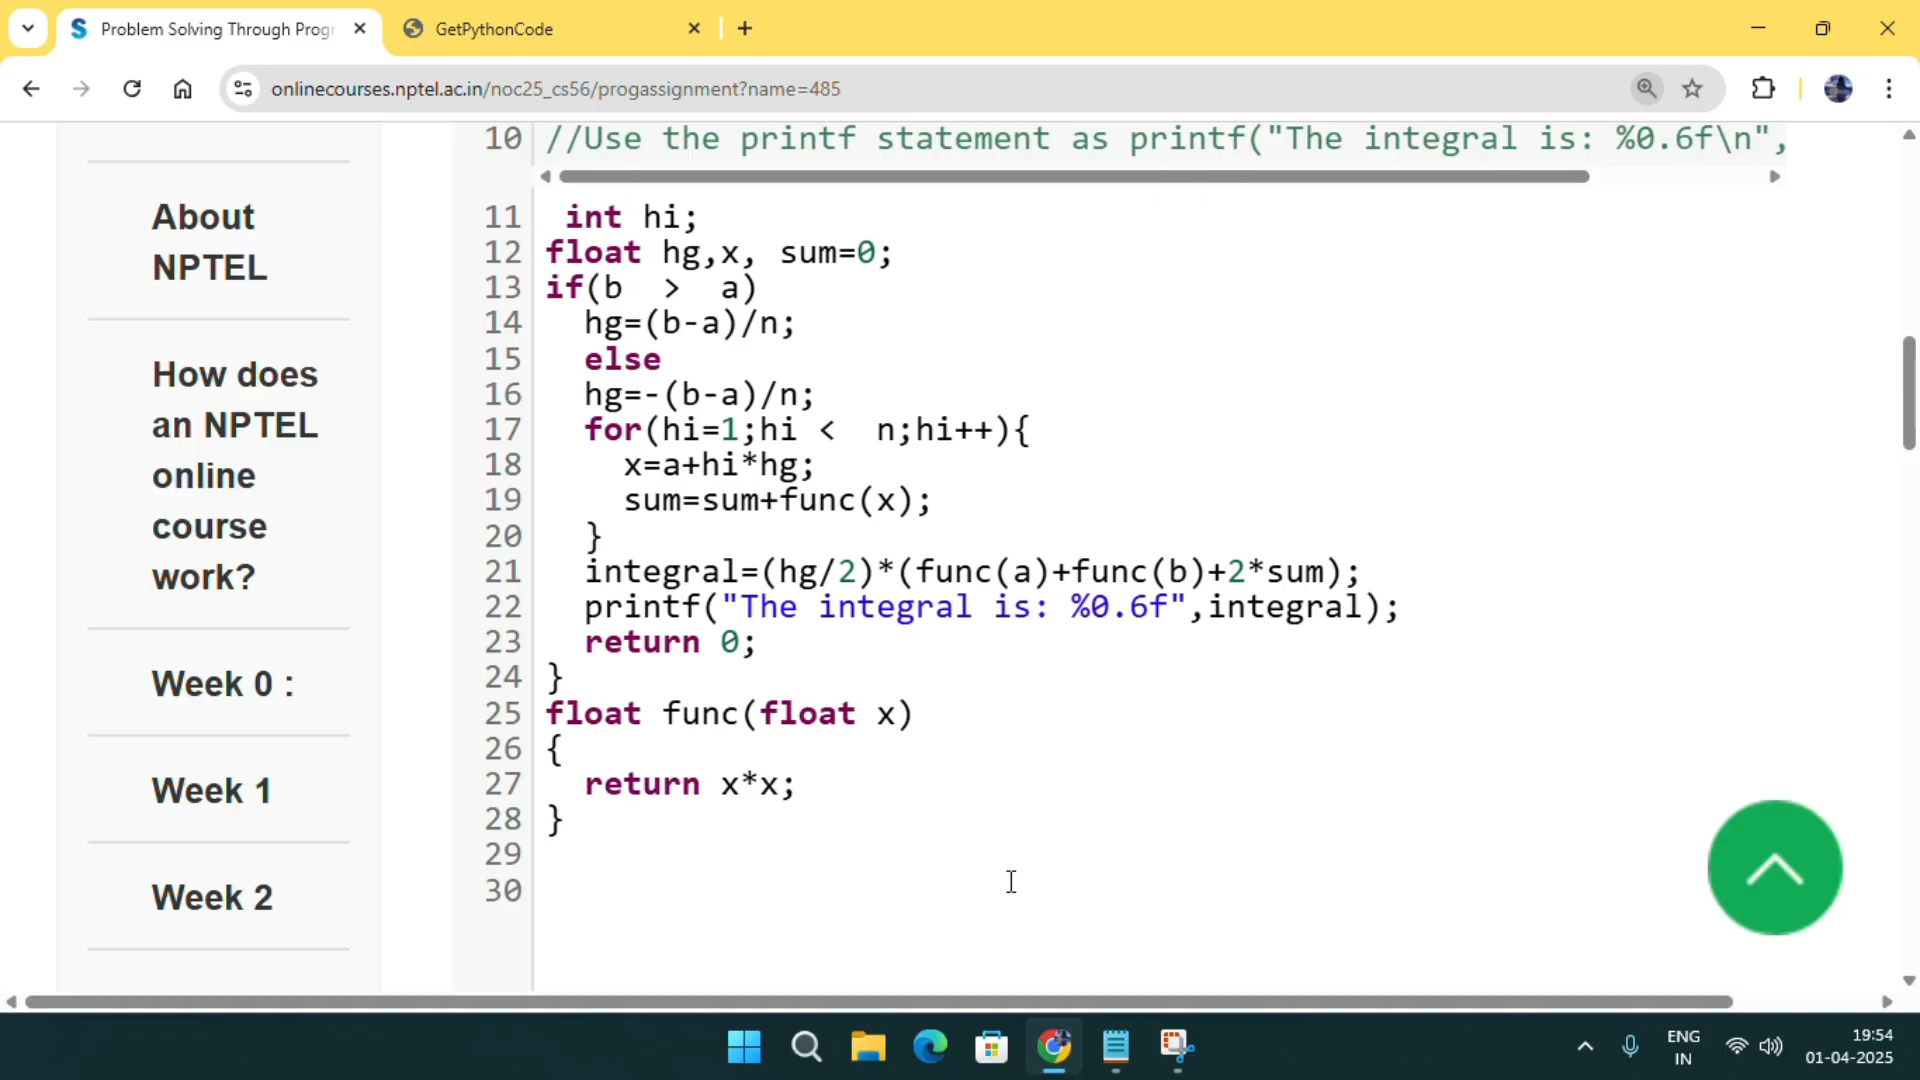 Problem Solving Through Progr
GetPythonCode
onlinecourses.nptel.ac.in/noc25_cs56/progassignment?name=485
About
NPTEL
How does
an NPTEL
online
course
work?
Week 0 :
Week 1
Week 2
10 //Use the printf statement as printf("The integral is: %0.6f\n",
11 int hi;
12 float hg,x, sum=0;
13 if(b > a)
14 hg=(b-a)/n;
15 else
16 hg=-(b-a)/n;
17 for(hi=1;hi < n;hi++){
18 x=a+hi*hg;
19 sum=sum+func(x);
20 }
21 integral=(hg/2)*(func(a)+func(b)+2*sum);
22 printf("The integral is: %0.6f",integral);
23 return 0;
24 }
25 float func(float x)
26 {
27 return x*x;
28 }
29
30
ENG
IN
19:54
01-04-2025